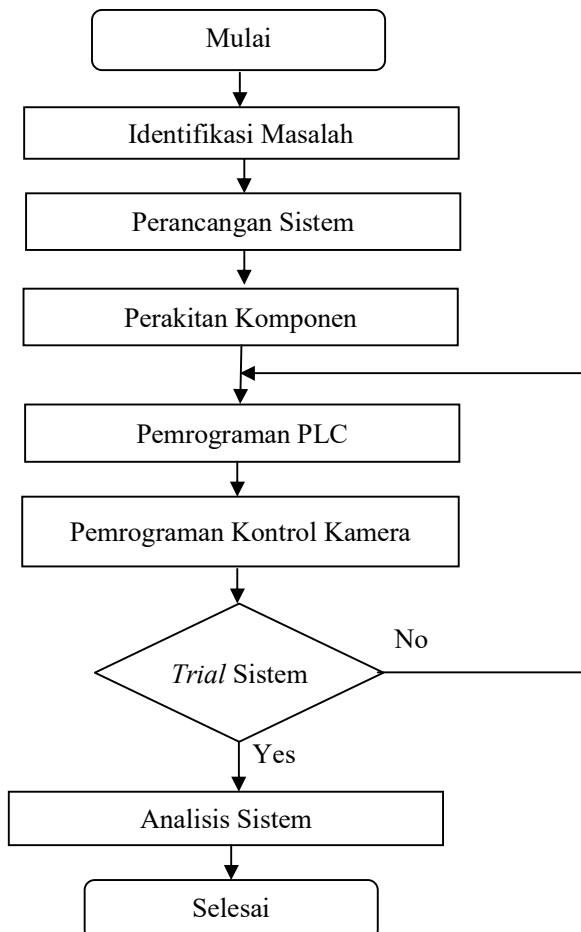 Mulai
Identifikasi Masalah
Perancangan Sistem
Perakitan Komponen
Pemrograman PLC
Pemrograman Kontrol Kamera
No
Trial Sistem
Yes
Analisis Sistem
Selesai